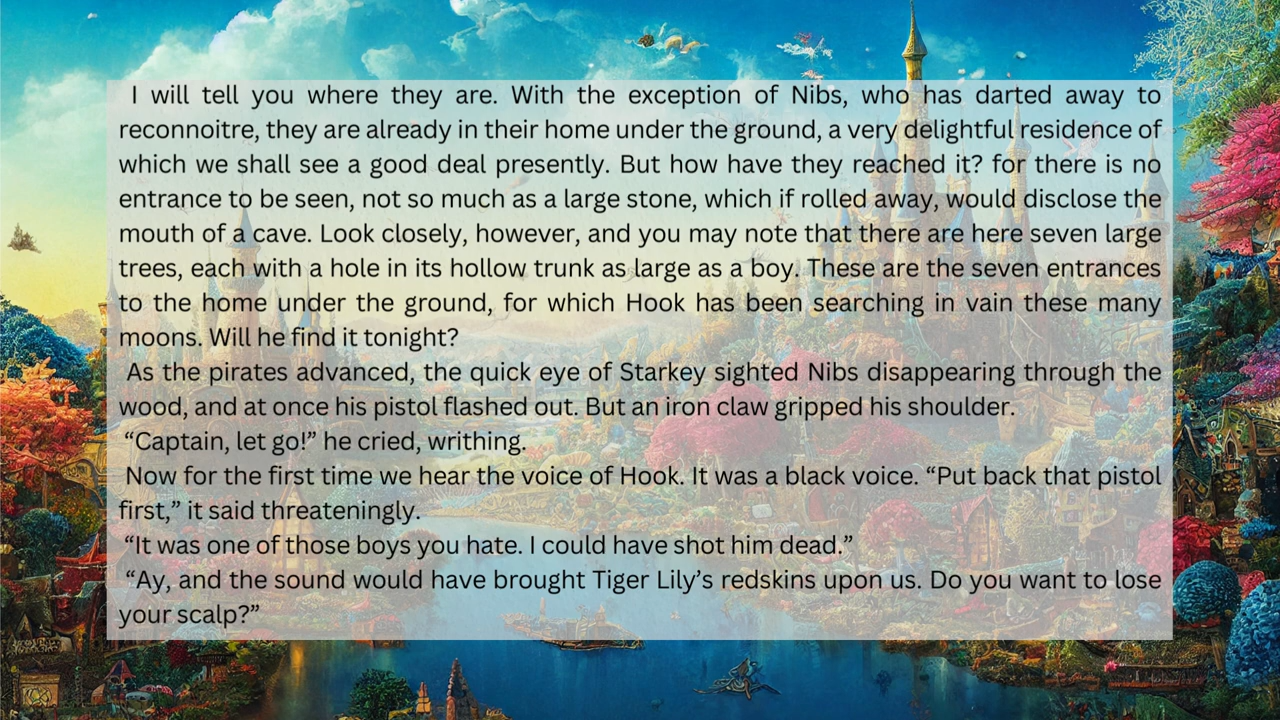 I will tell you where they are. With the exception of Nibs, who has darted away to
reconnoitre, they are already in their home under the ground, a very delightful residence of
which we shall see a good deal presently. But how have they reached it? for there is no
entrance to be seen, not so much as a large stone, which if rolled away, would disclose the
mouth of a cave. Look closely, however, and you may note that there are here seven large
trees, each with a hole in its hollow trunk as large as a boy. These are the seven entrances
to the home under the ground, for which Hook has been searching in vain these many
moons. Will he find it tonight?
As the pirates advanced, the quick eye of Starkey sighted Nibs disappearing through the
wood, and at once his pistol flashed out. But an iron claw gripped his shoulder.
“Captain, let go!” he cried, writhing.
Now for the first time we hear the voice of Hook. It was a black voice. “Put back that pistol
first,” it said threateningly.
“It was one of those boys you hate. I could have shot him dead.”
“Ay, and the sound would have brought Tiger Lily’s redskins upon us. Do you want to lose
your scalp?”